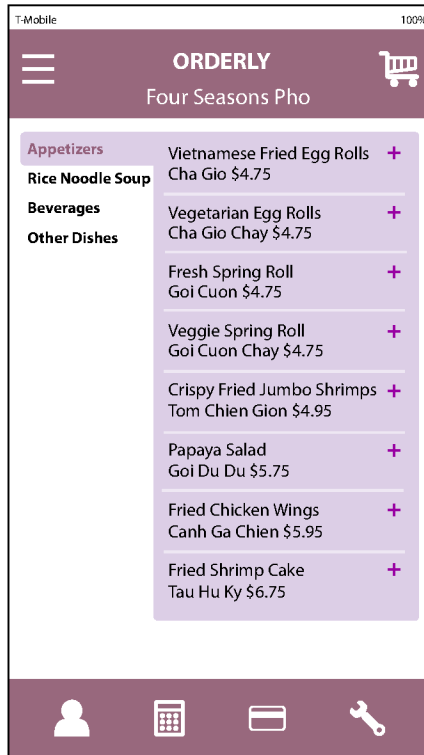 T-Mobile 100%
ORDERLY
Four Seasons Pho
Appetizers
Rice Noodle Soup
Beverages
Other Dishes
Vietnamese Fried Egg Rolls +
Cha Gio $4.75
Vegetarian Egg Rolls +
Cha Gio Chay $4.75
Fresh Spring Roll +
Goi Cuon $4.75
Veggie Spring Roll +
Goi Cuon Chay $4.75
Crispy Fried Jumbo Shrimps +
Tom Chien Gion $4.95
Papaya Salad +
Goi Du Du $5.75
Fried Chicken Wings +
Canh Ga Chien $5.95
Fried Shrimp Cake +
Tau Hu Ky $6.75